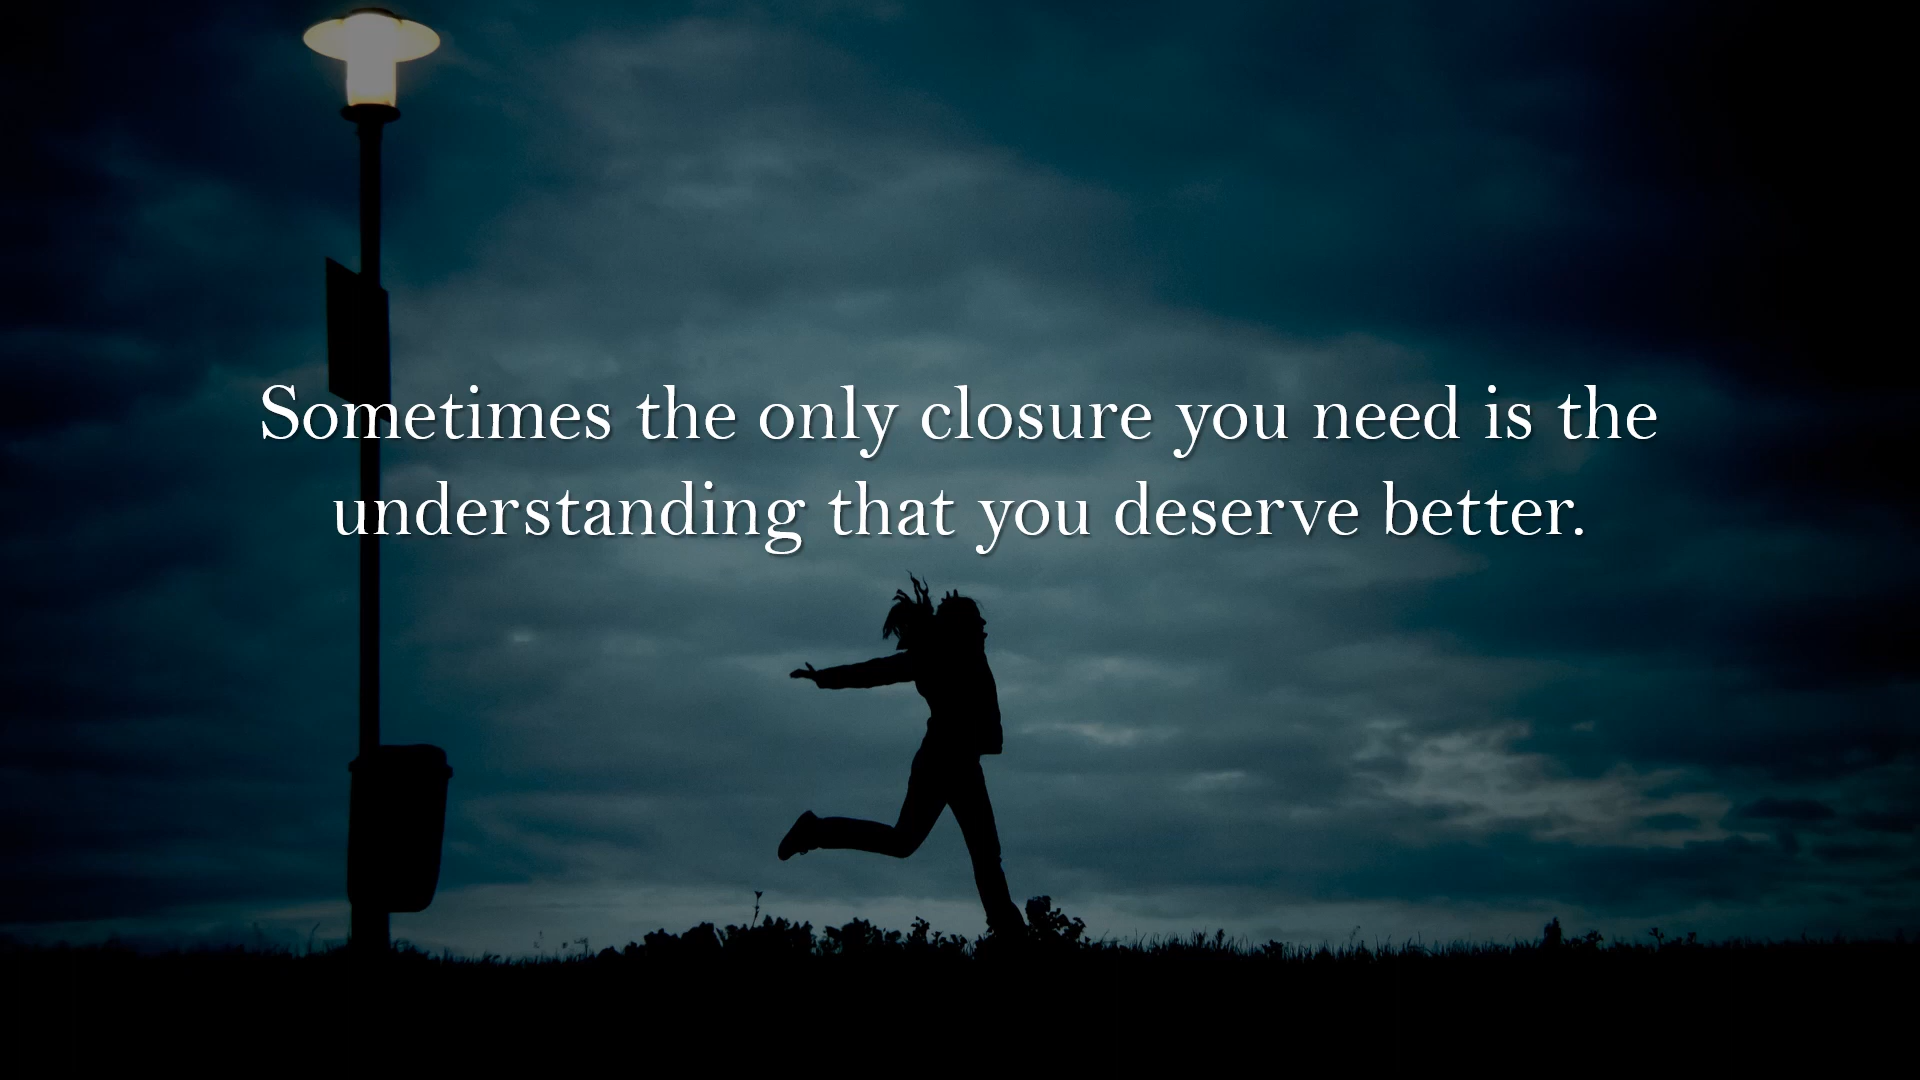 Sometimes the only closure you need is the
understanding that you deserve better.